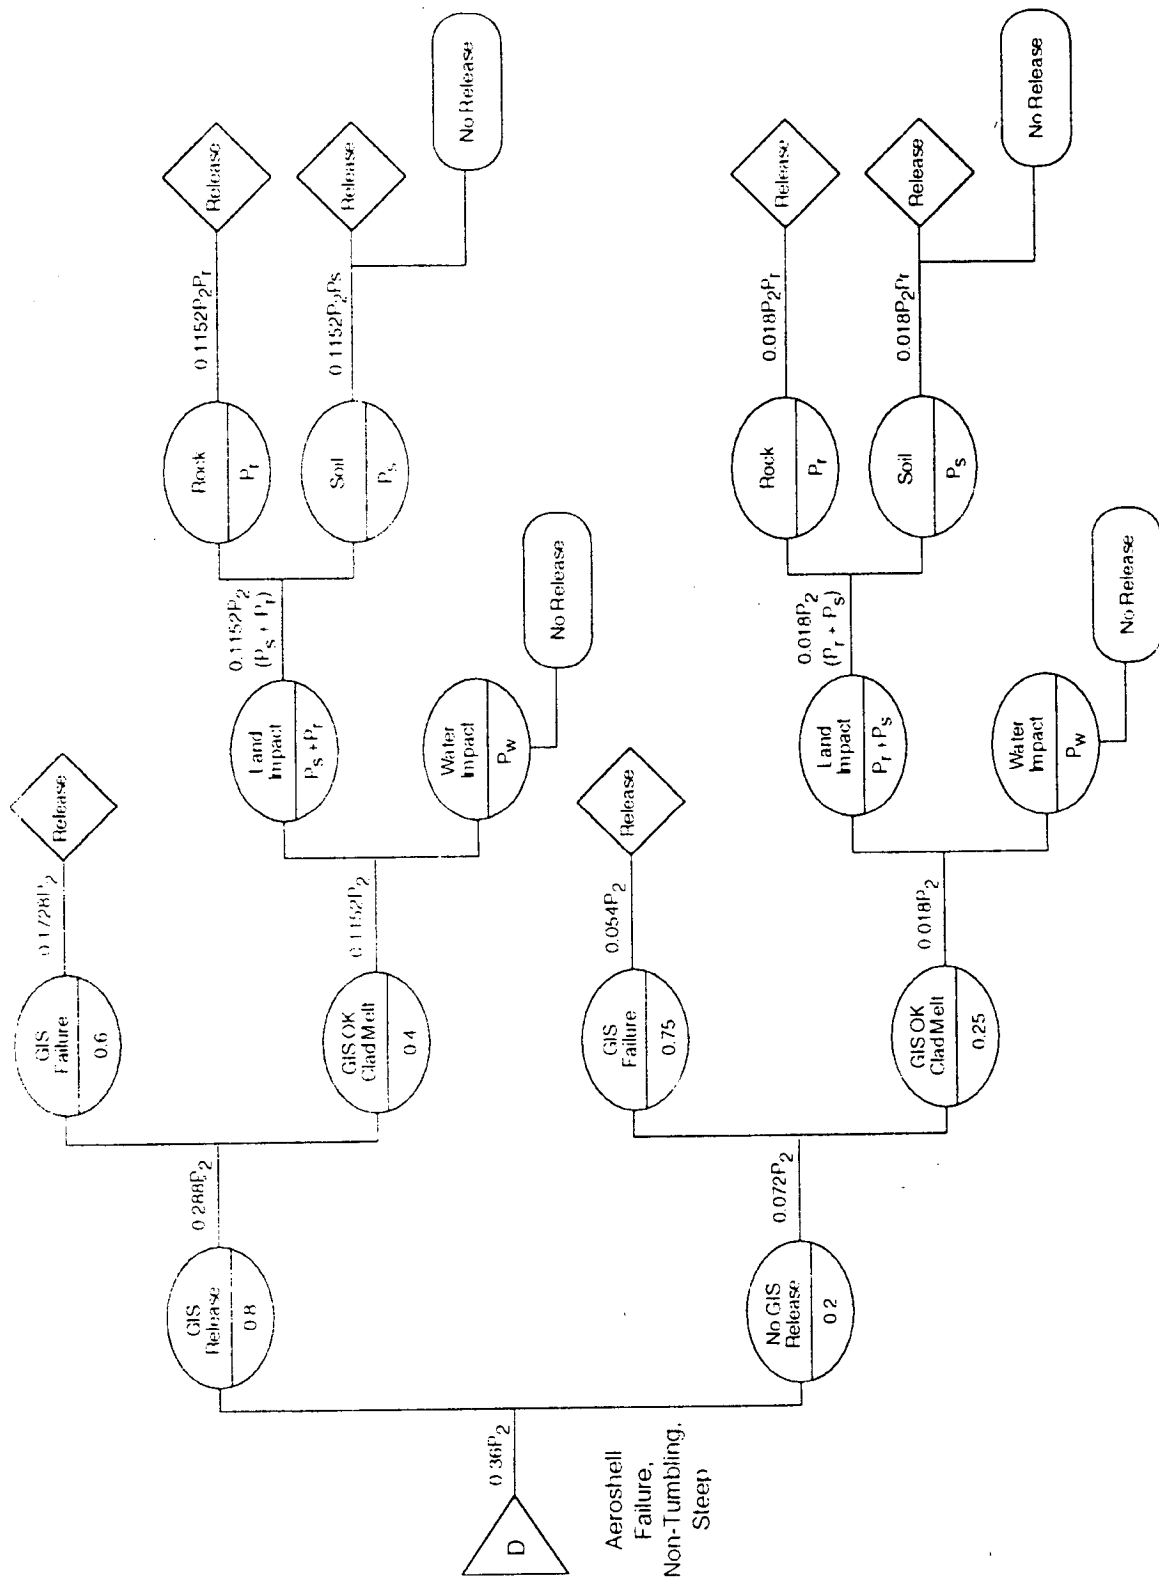 D
Aeroshell
Failure,
Non-Tumbling,
Steep
0.36P2
GIS
Release
0.8
0.288P2
GIS
Failure
0.6
0.1728P2
Release
GIS OK
Clad Melt
0.4
0.1152P2
Land
Impact
Ps + Pr
0.1152P2
(Ps + Pr)
Rock
Pr
0.1152P2Pr
Release
Soil
Ps
0.1152P2Ps
Release
No Release
Water
Impact
Pw
No Release
No GIS
Release
0.2
0.072P2
GIS
Failure
0.75
0.054P2
Release
GIS OK
Clad Melt
0.25
0.018P2
Land
Impact
Pr + Ps
0.018P2
(Pr + Ps)
Rock
Pr
0.018P2Pr
Release
Soil
Ps
0.018P2Pr
Release
No Release
Water
Impact
Pw
No Release